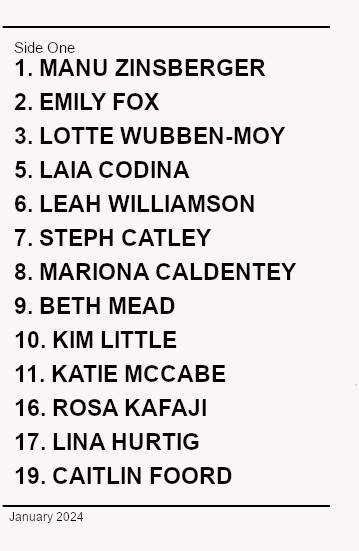 Side One
1. MANU ZINSBERGER
2. EMILY FOX
3. LOTTE WUBBEN-MOY
5. LAIA CODINA
6. LEAH WILLIAMSON
7. STEPH CATLEY
8. MARIONA CALDENTEY
9. BETH MEAD
10. KIM LITTLE
11. KATIE MCCABE
16. ROSA KAFAJI
17. LINA HURTIG
19. CAITLIN FOORD
January 2024